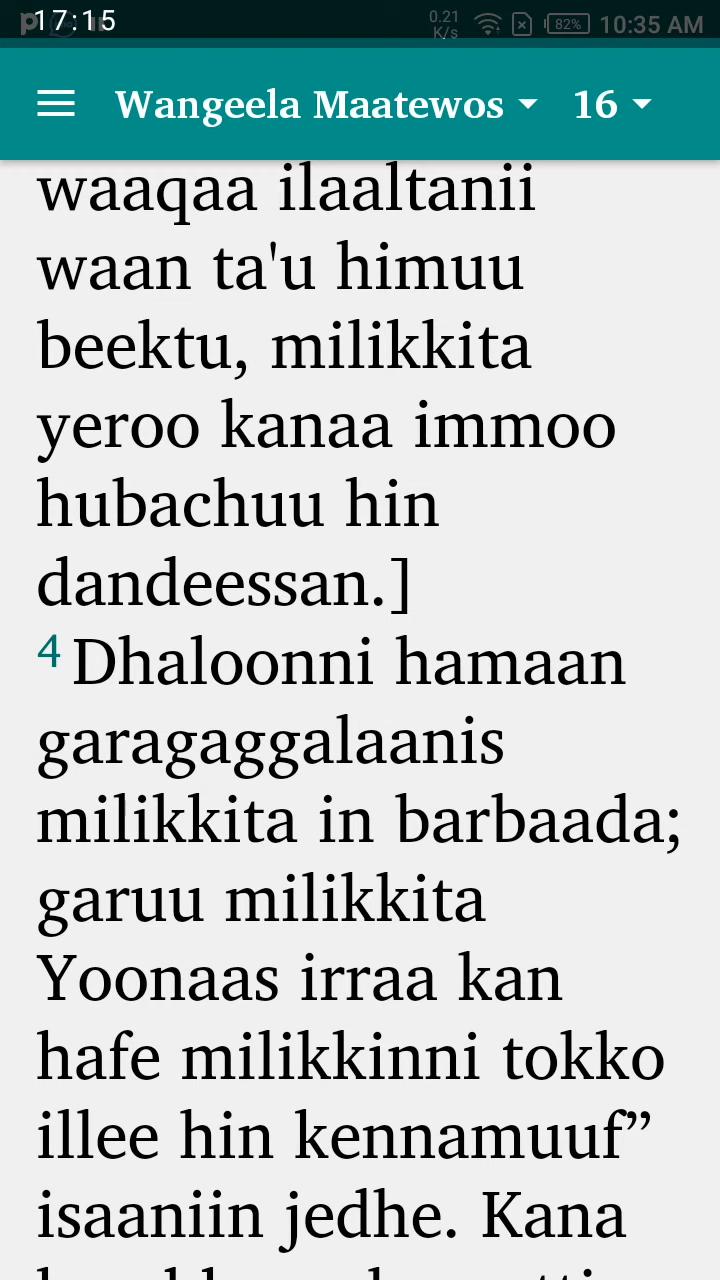 17:15
0.21
K/s
82%
10:35 AM
Wangeela Maatewos 16
waaqaa ilaaltanii
waan ta'u himuu
beektu, milikkita
yeroo kanaa immoo
hubachuu hin
dandeessan.]
4 Dhaloonni hamaan
garagaggalaanis
milikkita in barbaada;
garuu milikkita
Yoonaas irraa kan
hafe milikkinni tokko
illee hin kennamuuf”
isaaniin jedhe. Kana